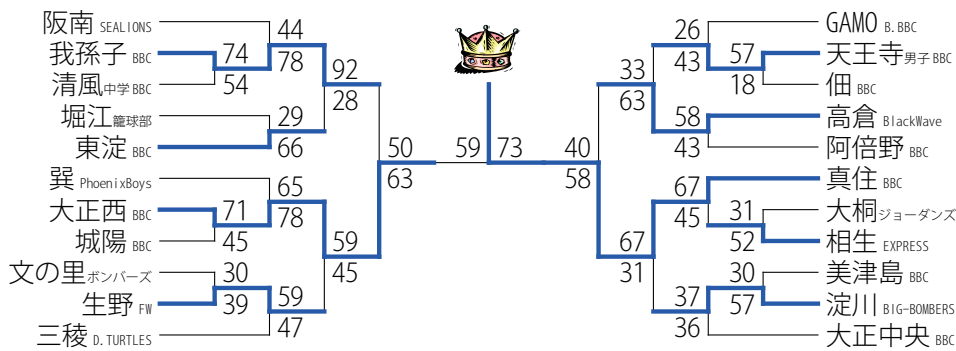 阪南 SEALIONS
我孫子 BBC
清風中学 BBC
堀江籠球部
東淀 BBC
巽 PhoenixBoys
大正西 BBC
城陽 BBC
文の里ボンバーズ
生野 FW
三稜 D.TURTLES
44
74
78
54
92
28
29
66
50
63
65
71
78
45
59
45
30
39
59
47
59 73
40
58
33
63
26
43
57
18
58
43
67
45
31
52
67
31
30
57
37
36
GAMO B.BBC
天王寺男子 BBC
佃 BBC
高倉 BlackWave
阿倍野 BBC
真住 BBC
大桐ジョーダンズ
相生 EXPRESS
美津島 BBC
淀川 BIG-BOMBERS
大正中央 BBC